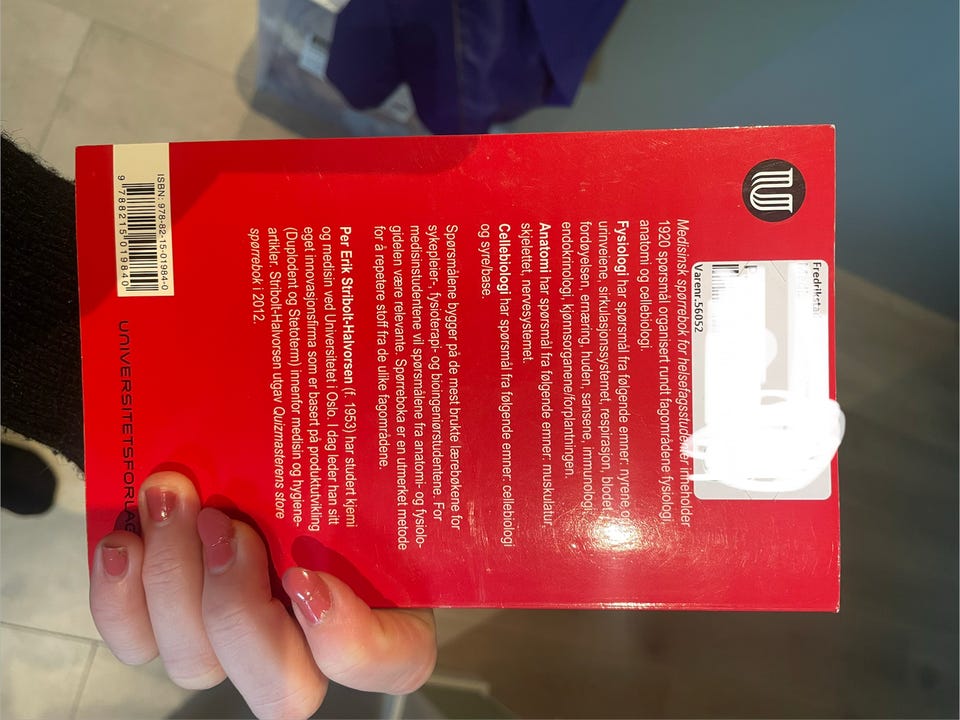 Fredriksta
Varenr.56052
Medisinsk spørrebok for helsefagsstudenter inneholder
1920 spørsmål organisert rundt fagområdene fysiologi,
anatomi og cellebiologi.
Fysiologi har spørsmål fra følgende emner: nyrene og
urinveiene, sirkulasjonssystemet, respirasjon, blodet,
fordøyelsen, ernæring, huden, sansene, immunologi,
endokrinologi, kjønnsorganene/forplantningen.
Anatomi har spørsmål fra følgende emner: muskulatur,
skjelettet, nervesystemet.
Cellebiologi har spørsmål fra følgende emner: cellebiologi
og syre/base.
Spørsmålene bygger på de mest brukte lærebøkene for
sykepleier-, fysioterapi- og bioingeniørstudentene. For
medisinstudentene vil spørsmålene fra anatomi- og fysiolo-
gidelen være relevante. Spørreboka er en utmerket metode
for å repetere stoff fra de ulike fagområdene.
Per Erik Stribolt-Halvorsen (f. 1953) har studert kjemi
og medisin ved Universitetet i Oslo. I dag leder han sitt
eget innovasjonsfirma som er basert på produktutvikling
(Duplodent og Stetoterm) innenfor medisin og hygiene-
artikler. Stribolt-Halvorsen utgav Quizmasterens store
spørrebok i 2012.
ISBN: 978-82-15-01984-0
9 788215 019840
UNIVERSITETSFORLAG